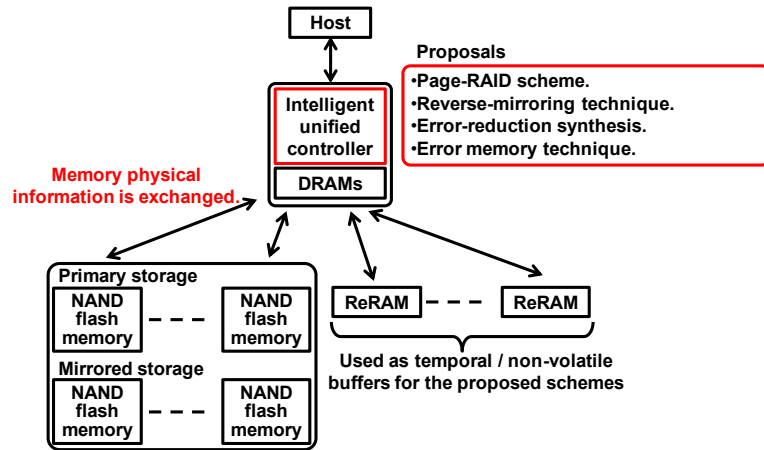 Host
Proposals
•Page-RAID scheme.
•Reverse-mirroring technique.
•Error-reduction synthesis.
•Error memory technique.
Intelligent
unified
controller
DRAMs
Memory physical
information is exchanged.
Primary storage
NAND
flash
memory
NAND
flash
memory
Mirrored storage
NAND
flash
memory
NAND
flash
memory
ReRAM
ReRAM
Used as temporal / non-volatile
buffers for the proposed schemes